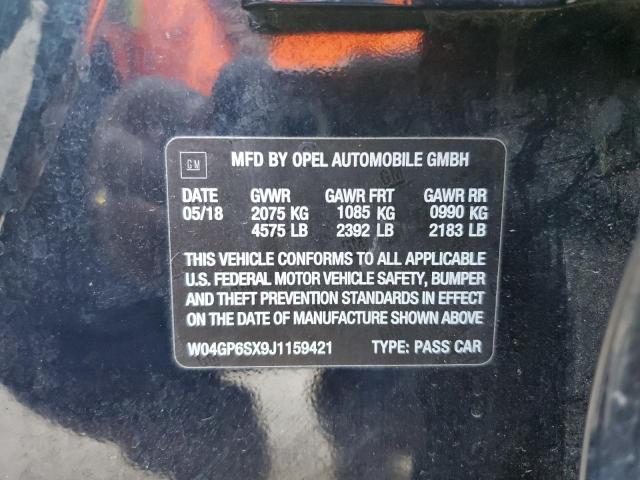 GM MFD BY OPEL AUTOMOBILE GMBH
DATE GVWR GAWR FRT GAWR RR
05/18 2075 KG 1085 KG 0990 KG
4575 LB 2392 LB 2183 LB
THIS VEHICLE CONFORMS TO ALL APPLICABLE
U.S. FEDERAL MOTOR VEHICLE SAFETY, BUMPER
AND THEFT PREVENTION STANDARDS IN EFFECT
ON THE DATE OF MANUFACTURE SHOWN ABOVE
W04GP6SX9J1159421 TYPE: PASS CAR